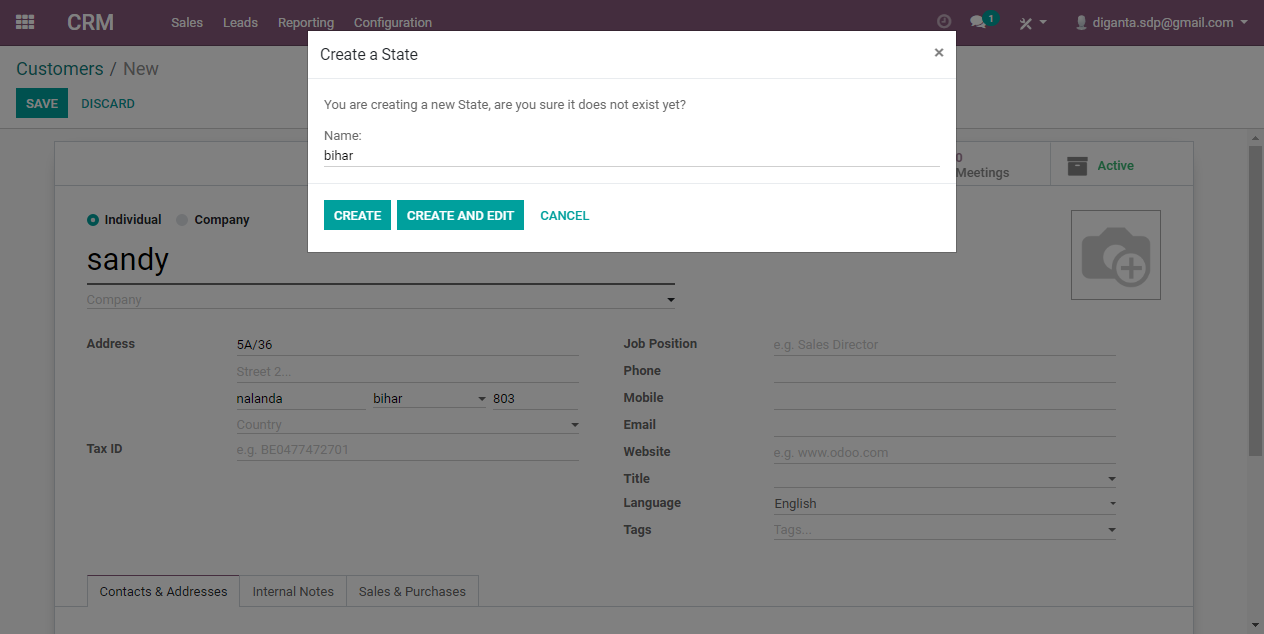 CRM Sales Leads Reporting Configuration 1 diganta.sdp@gmail.com
Customers / New
SAVE DISCARD
Create a State ×
You are creating a new State, are you sure it does not exist yet?
Name:
bihar
CREATE CREATE AND EDIT CANCEL
0
Meetings
Active
Individual Company
sandy
Company
Address 5A/36
Street 2...
nalanda bihar 803
Country
Tax ID e.g. BE0477472701
Job Position e.g. Sales Director
Phone
Mobile
Email
Website e.g. www.odoo.com
Title
Language English
Tags Tags...
Contacts & Addresses Internal Notes Sales & Purchases